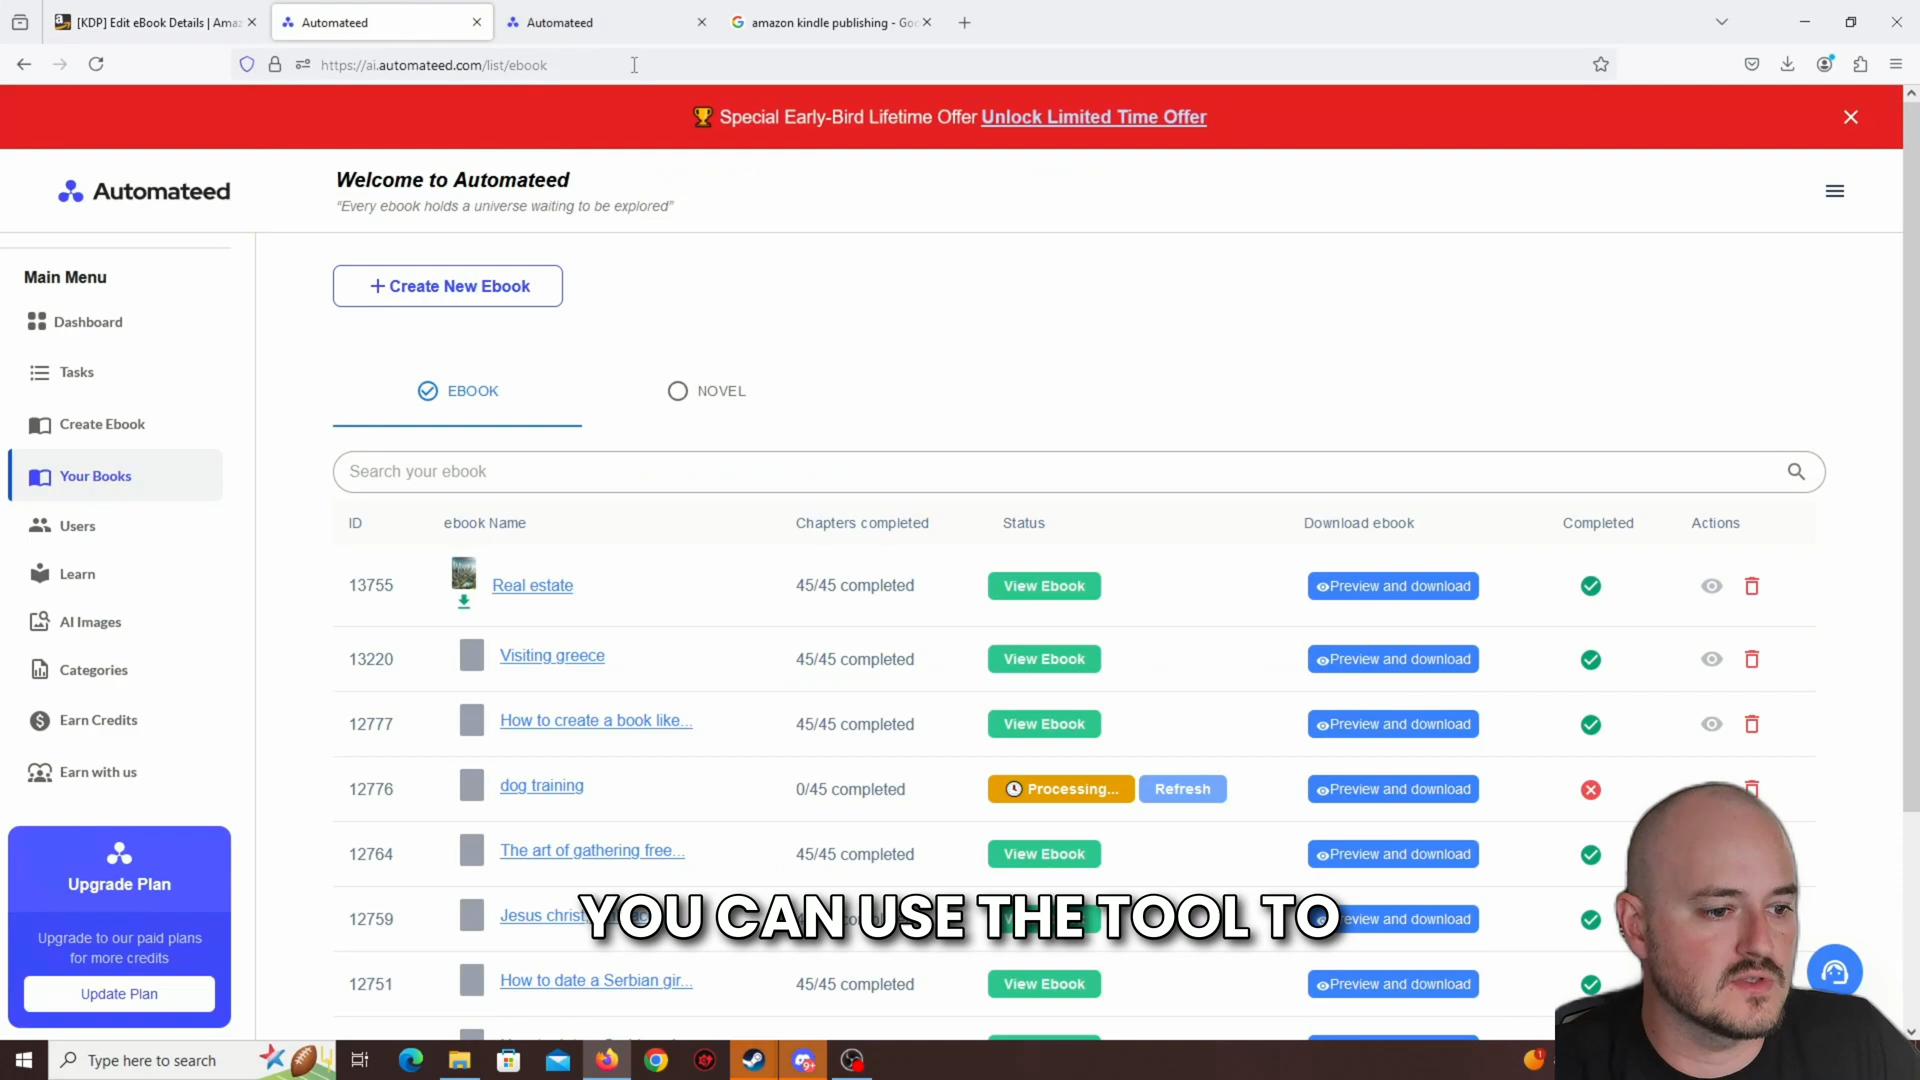 [KDP] Edit eBook Details | Amaz
Automateed
Automateed
amazon kindle publishing - Goo
https://ai.automateed.com/list/ebook
Special Early-Bird Lifetime Offer Unlock Limited Time Offer
Automateed
Welcome to Automateed
“Every ebook holds a universe waiting to be explored”
Main Menu
Dashboard
Tasks
Create Ebook
Your Books
Users
Learn
AI Images
Categories
Earn Credits
Earn with us
Upgrade Plan
Upgrade to our paid plans
for more credits
Update Plan
+ Create New Ebook
EBOOK
NOVEL
Search your ebook
ID ebook Name Chapters completed Status Download ebook Completed Actions
13755 Real estate 45/45 completed View Ebook Preview and download
13220 Visiting greece 45/45 completed View Ebook Preview and download
12777 How to create a book like... 45/45 completed View Ebook Preview and download
12776 dog training 0/45 completed Processing... Refresh Preview and download
12764 The art of gathering free... 45/45 completed View Ebook Preview and download
12759 Jesus christ
YOU CAN USE THE TOOL TO
12751 How to date a Serbian gir... 45/45 completed View Ebook Preview and download
Type here to search
9+
1